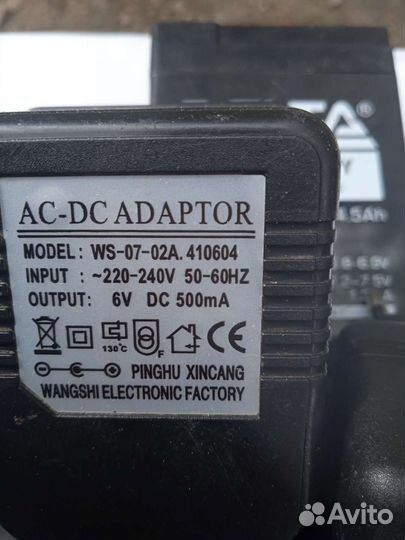 AC-DC ADAPTOR
MODEL: WS-07-02A. 410604
INPUT : ~220-240V 50-60HZ
OUTPUT: 6V DC 500mA
130°C
F
PINGHU XINCANG
WANGSHI ELECTRONIC FACTORY
Avito